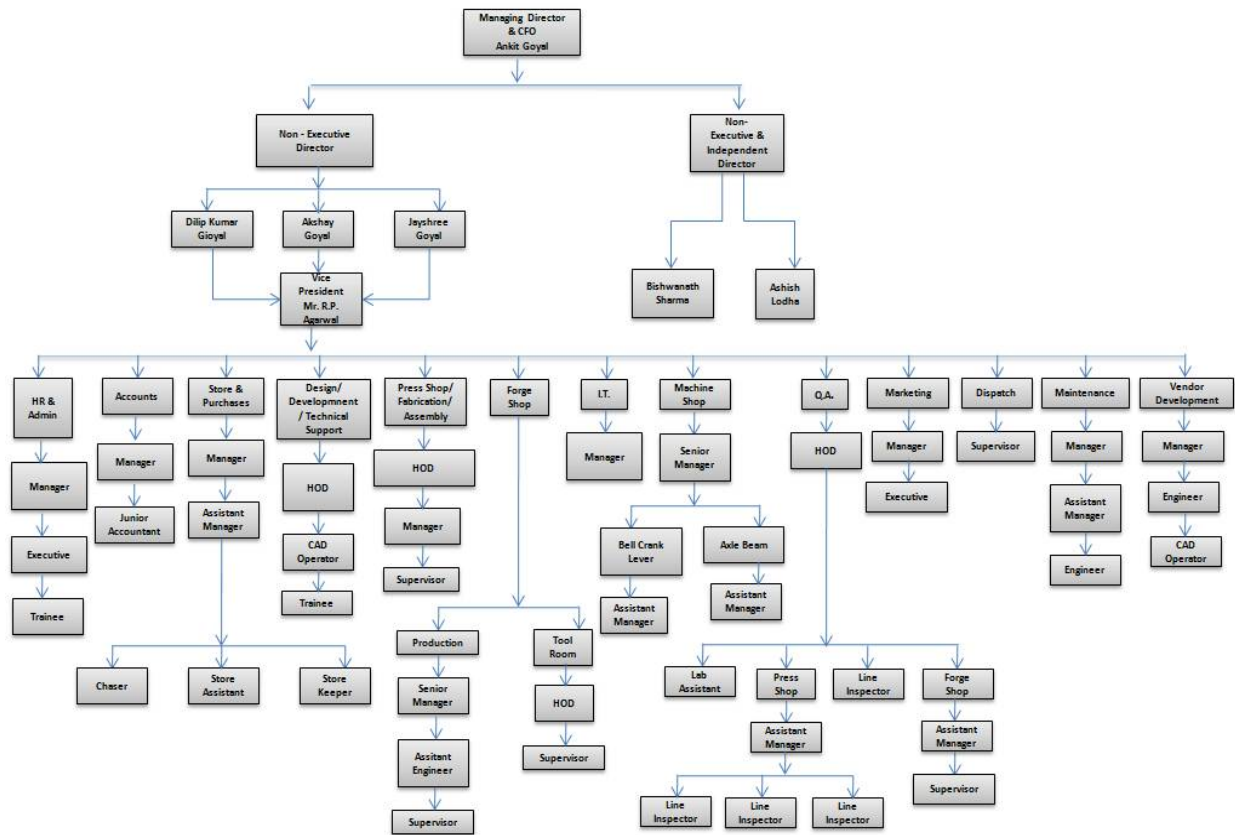 Managing Director
& CFO
Ankit Goyal
Non - Executive
Director
Non-
Executive &
Independent
Director
Dilip Kumar
Gioyal
Akshay
Goyal
Jayshree
Goyal
Vice
President
Mr. R.P.
Agarwal
Bishwanath
Sharma
Ashish
Lodha
HR &
Admin
Accounts
Store &
Purchases
Design/
Developmnent
/ Technical
Support
Press Shop/
Fabrication/
Assembly
Forge
Shop
I.T.
Machine
Shop
Q.A.
Marketing
Dispatch
Maintenance
Vendor
Development
Manager
Executive
Trainee
Manager
Junior
Accountant
Manager
Assistant
Manager
Chaser
Store
Assistant
Store
Keeper
HOD
CAD
Operator
Trainee
HOD
Manager
Supervisor
Production
Senior
Manager
Assitant
Engineer
Supervisor
Tool
Room
HOD
Supervisor
Manager
Senior
Manager
Bell Crank
Lever
Assistant
Manager
Axle Beam
Assistant
Manager
HOD
Lab
Assistant
Press
Shop
Assistant
Manager
Line
Inspector
Line
Inspector
Line
Inspector
Line
Inspector
Forge
Shop
Assistant
Manager
Supervisor
Manager
Executive
Supervisor
Manager
Assistant
Manager
Engineer
Manager
Engineer
CAD
Operator